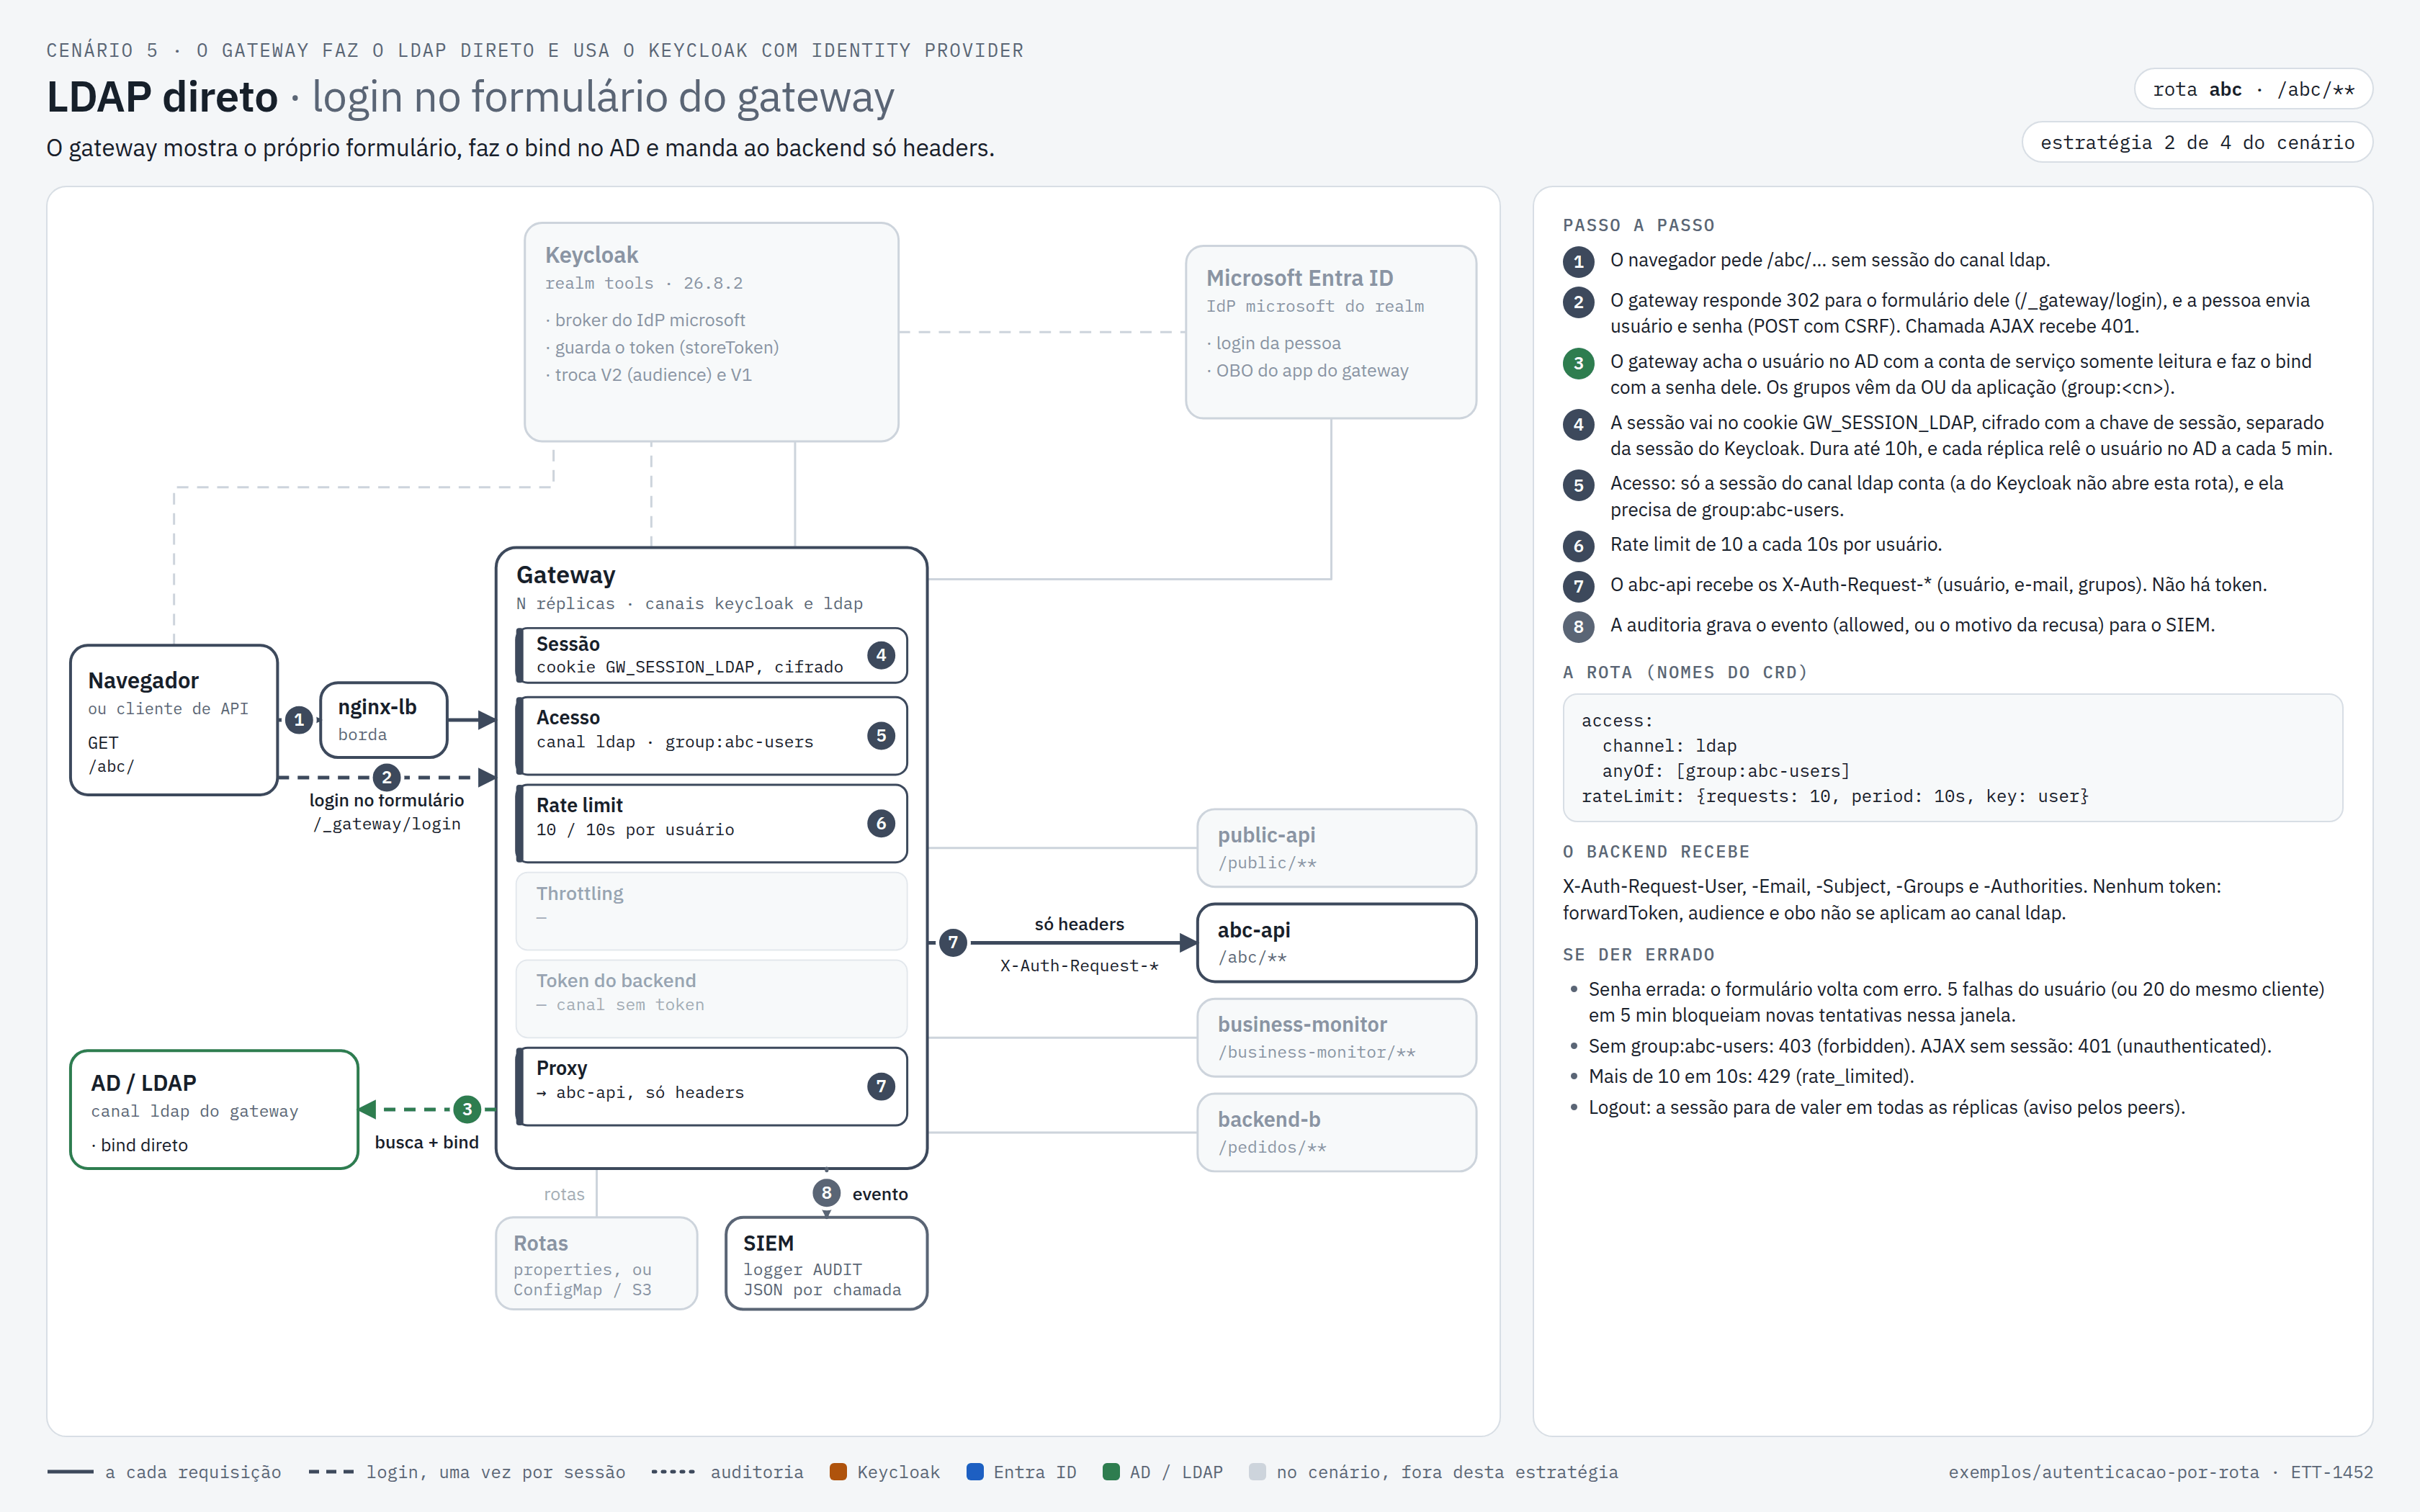 CENÁRIO 5 · O GATEWAY FAZ O LDAP DIRETO E USA O KEYCLOAK COM IDENTITY PROVIDER
LDAP direto · login no formulário do gateway
O gateway mostra o próprio formulário, faz o bind no AD e manda ao backend só headers.
rota abc · /abc/**
estratégia 2 de 4 do cenário
Keycloak
realm tools · 26.8.2
· broker do IdP microsoft
· guarda o token (storeToken)
· troca V2 (audience) e V1
Microsoft Entra ID
IdP microsoft do realm
· login da pessoa
· OBO do app do gateway
Navegador
ou cliente de API
GET
/abc/
1
nginx-lb
borda
2
login no formulário
/_gateway/login
Gateway
N réplicas · canais keycloak e ldap
Sessão
cookie GW_SESSION_LDAP, cifrado
4
Acesso
canal ldap · group:abc-users
5
Rate limit
10 / 10s por usuário
6
Throttling
—
Token do backend
— canal sem token
Proxy
→ abc-api, só headers
7
AD / LDAP
canal ldap do gateway
· bind direto
3
busca + bind
7
só headers
X-Auth-Request-*
public-api
/public/**
abc-api
/abc/**
business-monitor
/business-monitor/**
backend-b
/pedidos/**
rotas
8
evento
Rotas
properties, ou
ConfigMap / S3
SIEM
logger AUDIT
JSON por chamada
PASSO A PASSO
1 O navegador pede /abc/... sem sessão do canal ldap.
2 O gateway responde 302 para o formulário dele (/_gateway/login), e a pessoa envia
usuário e senha (POST com CSRF). Chamada AJAX recebe 401.
3 O gateway acha o usuário no AD com a conta de serviço somente leitura e faz o bind
com a senha dele. Os grupos vêm da OU da aplicação (group:<cn>).
4 A sessão vai no cookie GW_SESSION_LDAP, cifrado com a chave de sessão, separado
da sessão do Keycloak. Dura até 10h, e cada réplica relê o usuário no AD a cada 5 min.
5 Acesso: só a sessão do canal ldap conta (a do Keycloak não abre esta rota), e ela
precisa de group:abc-users.
6 Rate limit de 10 a cada 10s por usuário.
7 O abc-api recebe os X-Auth-Request-* (usuário, e-mail, grupos). Não há token.
8 A auditoria grava o evento (allowed, ou o motivo da recusa) para o SIEM.
A ROTA (NOMES DO CRD)
access:
  channel: ldap
  anyOf: [group:abc-users]
rateLimit: {requests: 10, period: 10s, key: user}
O BACKEND RECEBE
X-Auth-Request-User, -Email, -Subject, -Groups e -Authorities. Nenhum token:
forwardToken, audience e obo não se aplicam ao canal ldap.
SE DER ERRADO
• Senha errada: o formulário volta com erro. 5 falhas do usuário (ou 20 do mesmo cliente)
em 5 min bloqueiam novas tentativas nessa janela.
• Sem group:abc-users: 403 (forbidden). AJAX sem sessão: 401 (unauthenticated).
• Mais de 10 em 10s: 429 (rate_limited).
• Logout: a sessão para de valer em todas as réplicas (aviso pelos peers).
a cada requisição
login, uma vez por sessão
auditoria
Keycloak
Entra ID
AD / LDAP
no cenário, fora desta estratégia
exemplos/autenticacao-por-rota · ETT-1452